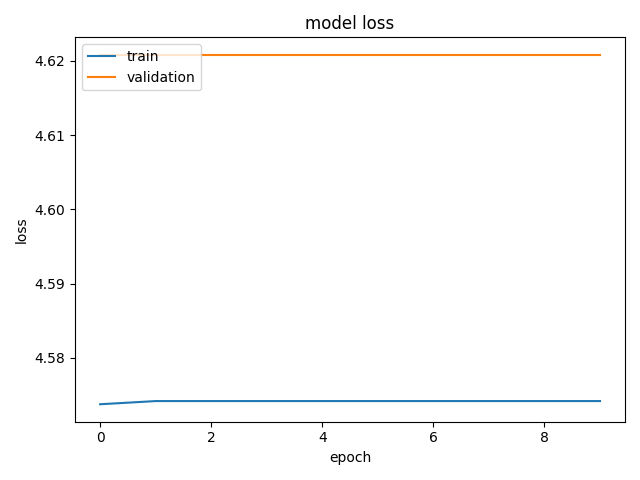 model loss
train
validation
4.62
4.61
4.60
4.59
4.58
loss
0 2 4 6 8
epoch